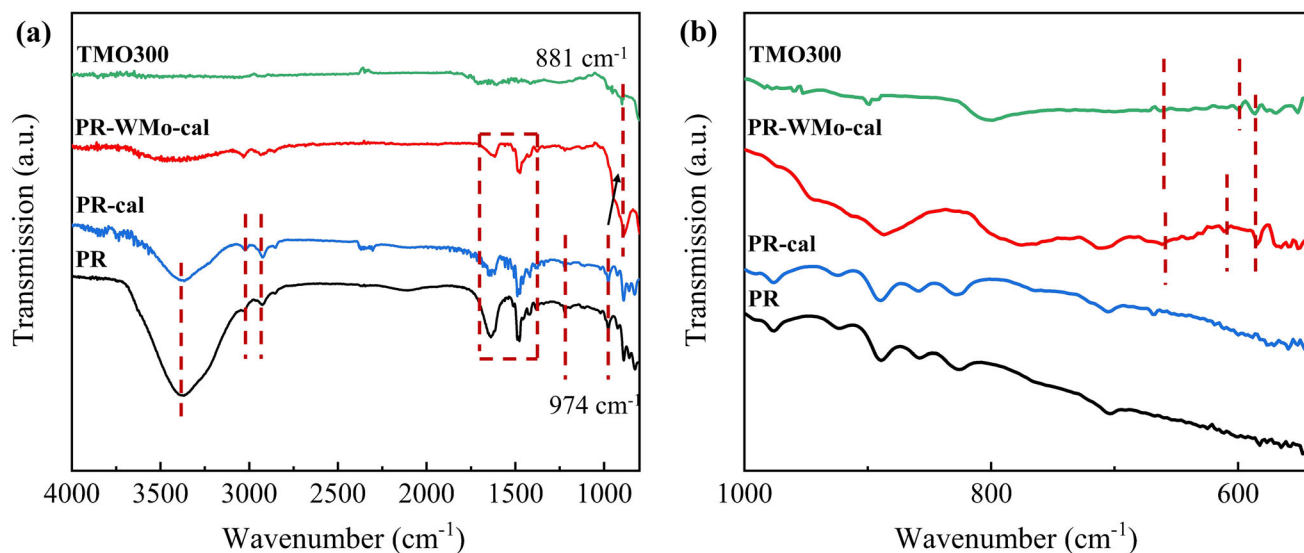 (a)
TMO300
881 cm⁻¹
PR-WMo-cal
PR-cal
PR
974 cm⁻¹
Transmission (a.u.)
4000 3500 3000 2500 2000 1500 1000
Wavenumber (cm⁻¹)
(b)
TMO300
PR-WMo-cal
PR-cal
PR
Transmission (a.u.)
1000 800 600
Wavenumber (cm⁻¹)